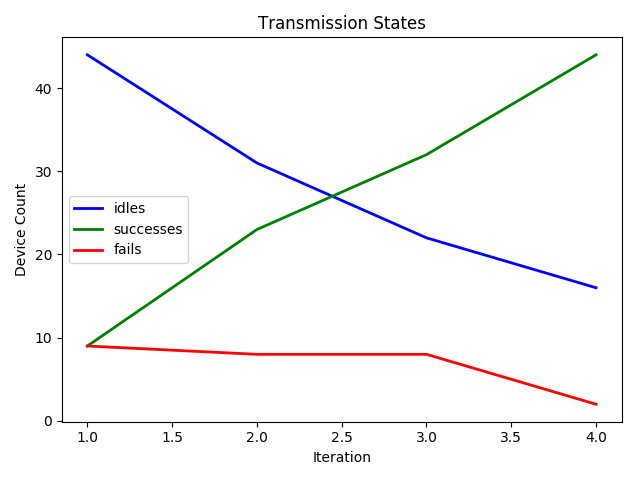 Transmission States
Device Count
40
30
20
10
0
idles
successes
fails
1.0 1.5 2.0 2.5 3.0 3.5 4.0
Iteration